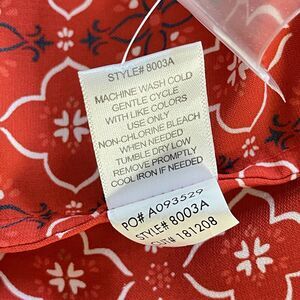 STYLE# 8003A
MACHINE WASH COLD
GENTLE CYCLE
WITH LIKE COLORS
USE ONLY
NON-CHLORINE BLEACH
WHEN NEEDED
TUMBLE DRY LOW
REMOVE PROMPTLY
COOL IRON IF NEEDED
PO# A093529
STYLE# 8003A
CUT# 181208